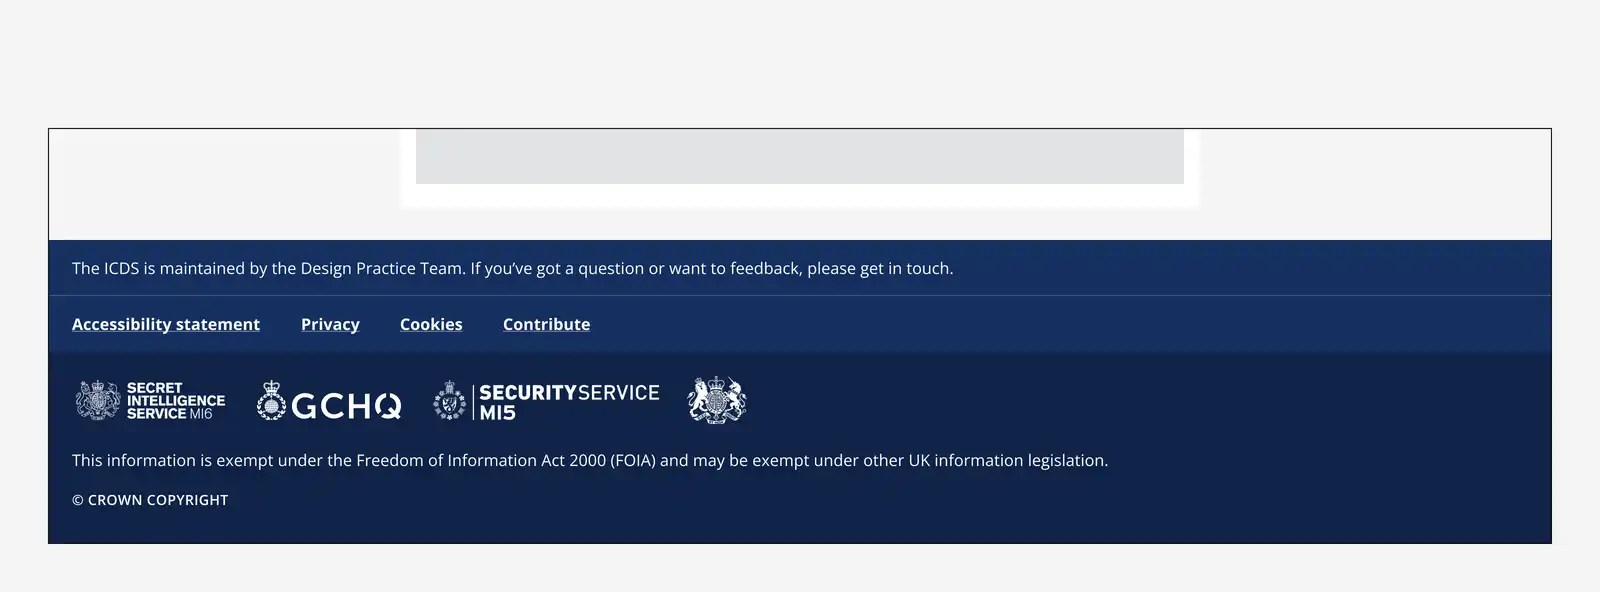 The ICDS is maintained by the Design Practice Team. If you’ve got a question or want to feedback, please get in touch.
Accessibility statement Privacy Cookies Contribute
SECRET
INTELLIGENCE
SERVICE MI6
GCHQ
SECURITYSERVICE
MI5
This information is exempt under the Freedom of Information Act 2000 (FOIA) and may be exempt under other UK information legislation.
© CROWN COPYRIGHT